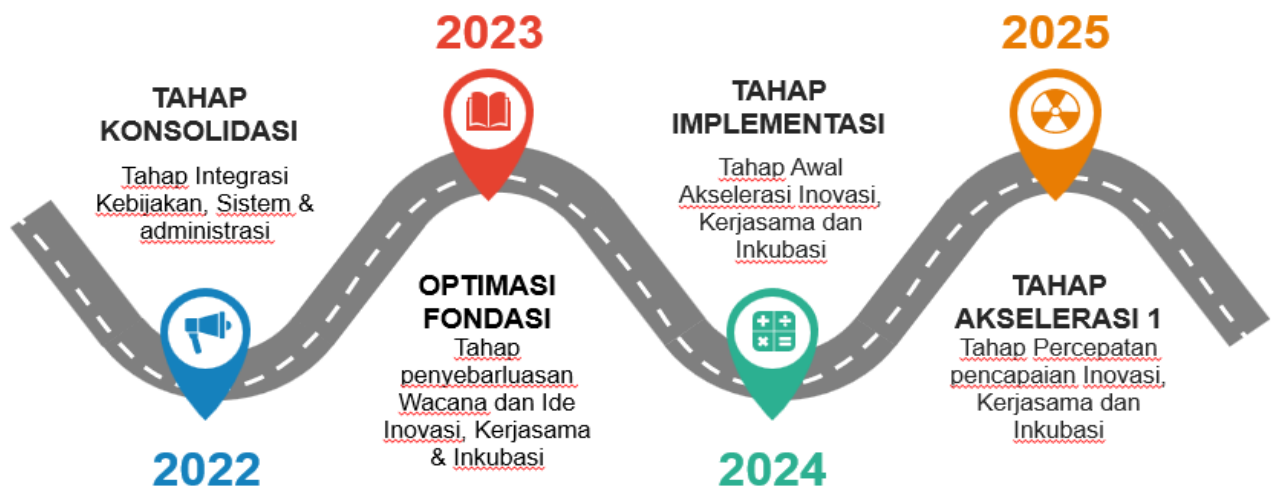 2022
TAHAP
KONSOLIDASI
Tahap Integrasi
Kebijakan, Sistem &
administrasi
2023
OPTIMASI
FONDASI
Tahap
penyebarluasan
Wacana dan Ide
Inovasi, Kerjasama
& Inkubasi
2024
TAHAP
IMPLEMENTASI
Tahap Awal
Akselerasi Inovasi,
Kerjasama dan
Inkubasi
2025
TAHAP
AKSELERASI 1
Tahap Percepatan
pencapaian Inovasi,
Kerjasama dan
Inkubasi